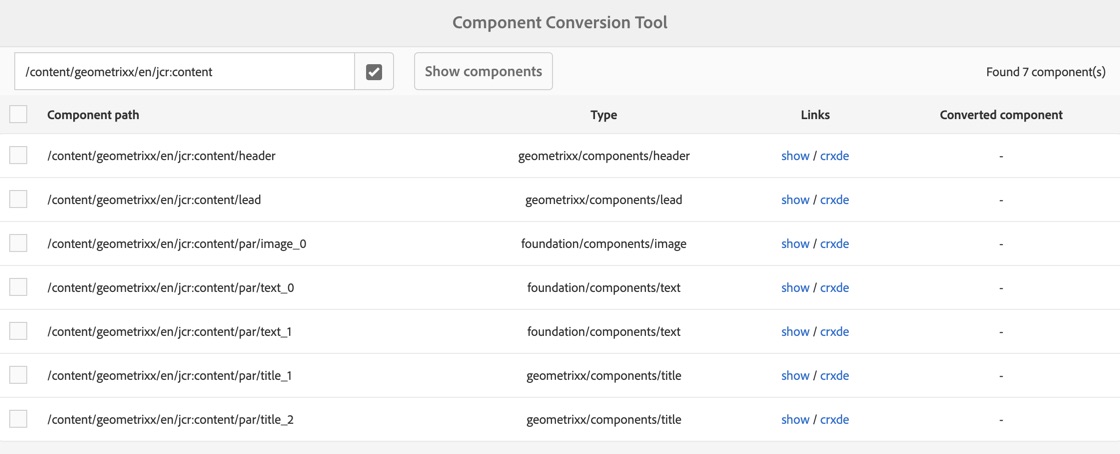 Component Conversion Tool
/content/geometrixx/en/jcr:content Show components Found 7 component(s)
Component path Type Links Converted component
/content/geometrixx/en/jcr:content/header geometrixx/components/header show / crxde -
/content/geometrixx/en/jcr:content/lead geometrixx/components/lead show / crxde -
/content/geometrixx/en/jcr:content/par/image_0 foundation/components/image show / crxde -
/content/geometrixx/en/jcr:content/par/text_0 foundation/components/text show / crxde -
/content/geometrixx/en/jcr:content/par/text_1 foundation/components/text show / crxde -
/content/geometrixx/en/jcr:content/par/title_1 geometrixx/components/title show / crxde -
/content/geometrixx/en/jcr:content/par/title_2 geometrixx/components/title show / crxde -